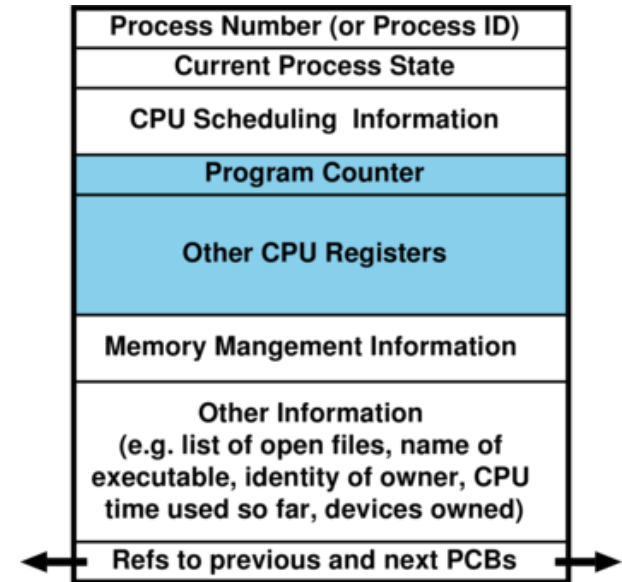 Process Number (or Process ID)
Current Process State
CPU Scheduling Information
Program Counter
Other CPU Registers
Memory Mangement Information
Other Information
(e.g. list of open files, name of
executable, identity of owner, CPU
time used so far, devices owned)
Refs to previous and next PCBs